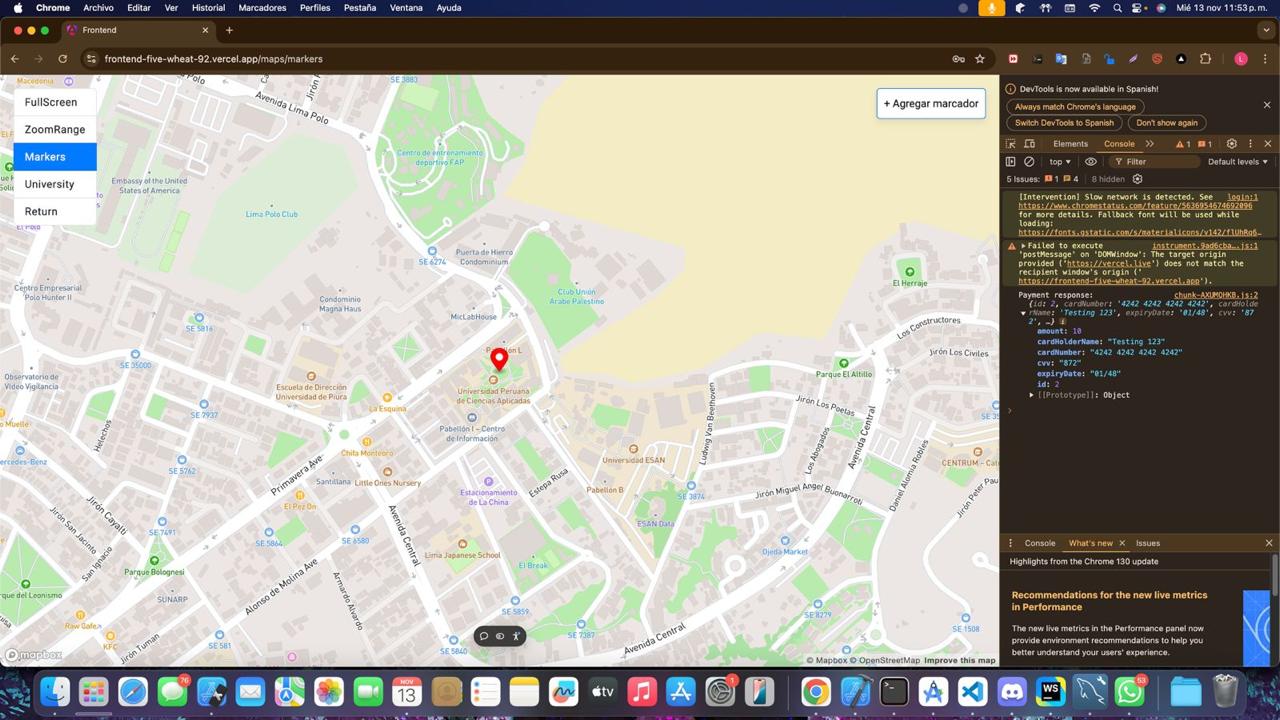 Chrome Archivo Editar Ver Historial Marcadores Perfiles Pestaña Ventana Ayuda
Mié 13 nov 11:53 p.m.
Frontend
frontend-five-wheat-92.vercel.app/maps/markers
FullScreen
ZoomRange
Markers
University
Return
+ Agregar marcador
Macedonia
Avenida Lima Polo
SE 3883
Centro de entrenamiento
deportivo FAP
Embassy of the United
States of America
El Polo
Lima Polo Club
SE 6274
Puerta de Hierro
Condominium
El Herraje
Centro Empresarial
Polo Hunter II
Condominio
Magna Haus
Club Unión
Árabe Palestino
SE 5816
MicLabHouse
Los Constructores
SE 35000
Pabellón L
Jirón Los Civiles
Observatorio de
Video Vigilancia
Escuela de Dirección
Universidad de Piura
Parque El Altillo
Universidad Peruana
de Ciencias Aplicadas
La Esquina
SE 7937
Helechos
Jirón Los Poetas
Pabellón I – Centro
de Información
Ludwig Van Beethoven
Los Abogados
Avenida Central
Chifa Monteoro
Universidad ESAN
SE 5762
Primavera Ave
Santillana
Little Ones Nursery
Estepa Rusa
Pabellón B
Estacionamiento
de La China
SE 3874
Jirón Miguel Angel Buonarroti
Daniel Alomia Robles
El Pez On
Jirón Cayalti
Jirón San Jacinto
San Ignacio
SE 7491
SE 5864
SE 6580
Avenida Central
ESAN Data
Ojeda Market
Lima Japanese School
El Break
Parque Bolognesi
SUNARP
Alonso de Molina Ave
Armando Alvarado
SE 5859
SE 8279
SE 1508
Raw Cafe
KFC
SE 581
Jirón Tuman
SE 7387
SE 5840
Avenida Central
mapbox
© Mapbox © OpenStreetMap Improve this map
DevTools is now available in Spanish!
Always match Chrome's language
Switch DevTools to Spanish Don't show again
Elements Console 1 1
top Filter Default levels
5 Issues: 1 4 8 hidden
[Intervention] Slow network is detected. See login:1
https://www.chromestatus.com/feature/5636954674692096
for more details. Fallback font will be used while
loading:
https://fonts.gstatic.com/s/materialicons/v142/flUhRq6…
Failed to execute instrument.9ad6cba….js:1
'postMessage' on 'DOMWindow': The target origin
provided ('https://vercel.live') does not match the
recipient window's origin ('
https://frontend-five-wheat-92.vercel.app').
Payment response: chunk-AXUMQHKB.js:2
{id: 2, cardNumber: '4242 4242 4242 4242', cardHolde
rName: 'Testing 123', expiryDate: '01/48', cvv: '87
2', …}
amount: 10
cardHolderName: "Testing 123"
cardNumber: "4242 4242 4242 4242"
cvv: "872"
expiryDate: "01/48"
id: 2
[[Prototype]]: Object
Console What's new Issues
Highlights from the Chrome 130 update
Recommendations for the new live metrics
in Performance
The new live metrics in the Performance panel now
provide environment recommendations to help you
better understand your users' experience.
76
NOV
13
tv
1
WS
53